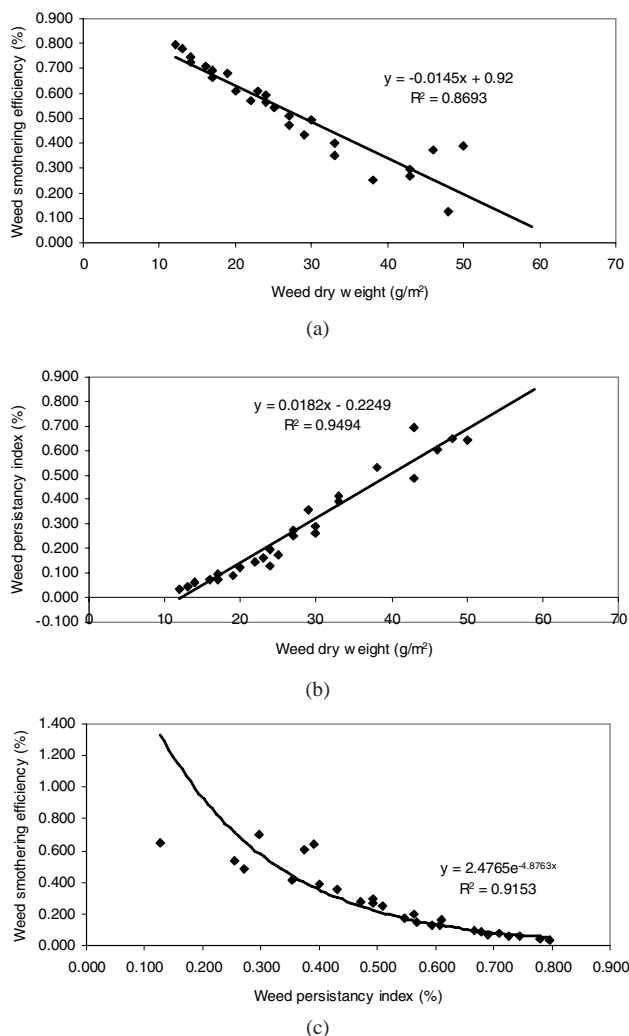 0.900
0.800
0.700
0.600
0.500
0.400
0.300
0.200
0.100
0.000
Weed smothering efficiency (%)
y = -0.0145x + 0.92
R² = 0.8693
0 10 20 30 40 50 60 70
Weed dry weight (g/m²)
(a)
0.900
0.800
0.700
0.600
0.500
0.400
0.300
0.200
0.100
0.000
-0.100
Weed persistancy index (%)
y = 0.0182x - 0.2249
R² = 0.9494
0 10 20 30 40 50 60 70
Weed dry weight (g/m²)
(b)
1.400
1.200
1.000
0.800
0.600
0.400
0.200
0.000
Weed smothering efficiency (%)
y = 2.4765e^-4.8763x
R² = 0.9153
0.000 0.100 0.200 0.300 0.400 0.500 0.600 0.700 0.800 0.900
Weed persistancy index (%)
(c)